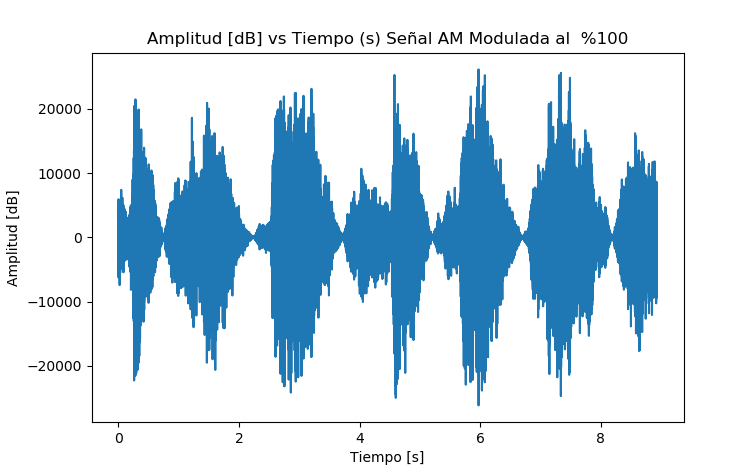 Amplitud [dB] vs Tiempo (s) Señal AM Modulada al  %100
20000
10000
0
−10000
−20000
Amplitud [dB]
0 2 4 6 8
Tiempo [s]